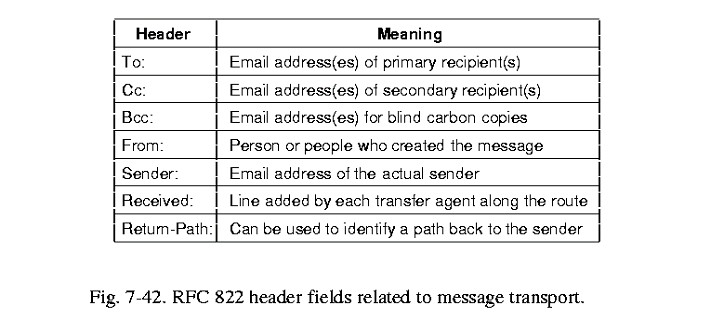 Header Meaning
To: Email address(es) of primary recipient(s)
Cc: Email address(es) of secondary recipient(s)
Bcc: Email address(es) for blind carbon copies
From: Person or people who created the message
Sender: Email address of the actual sender
Received: Line added by each transfer agent along the route
Return-Path: Can be used to identify a path back to the sender
Fig. 7-42. RFC 822 header fields related to message transport.